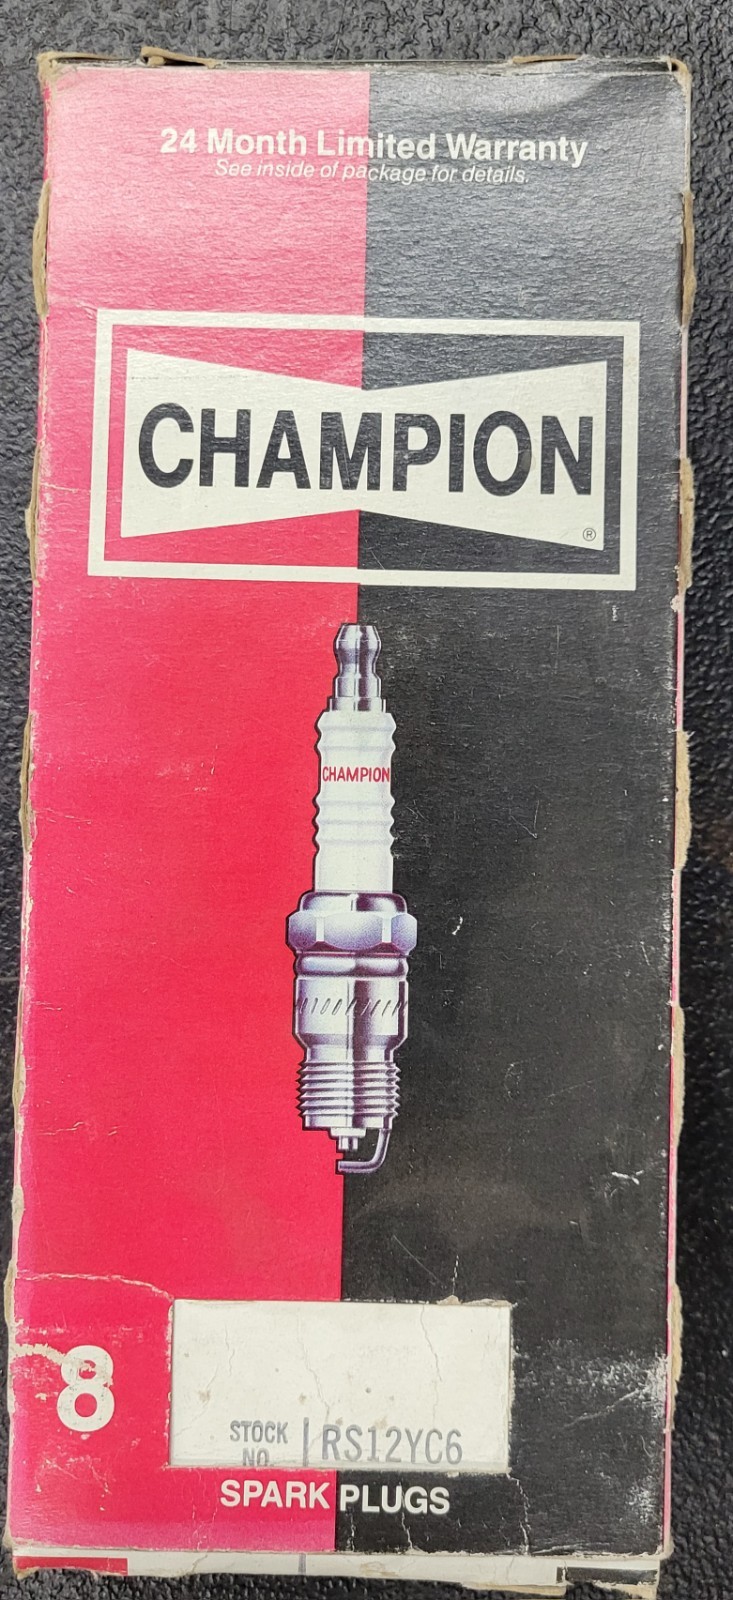 24 Month Limited Warranty
See inside of package for details.
CHAMPION
®
CHAMPION
8
STOCK
NO.
RS12YC6
SPARK PLUGS